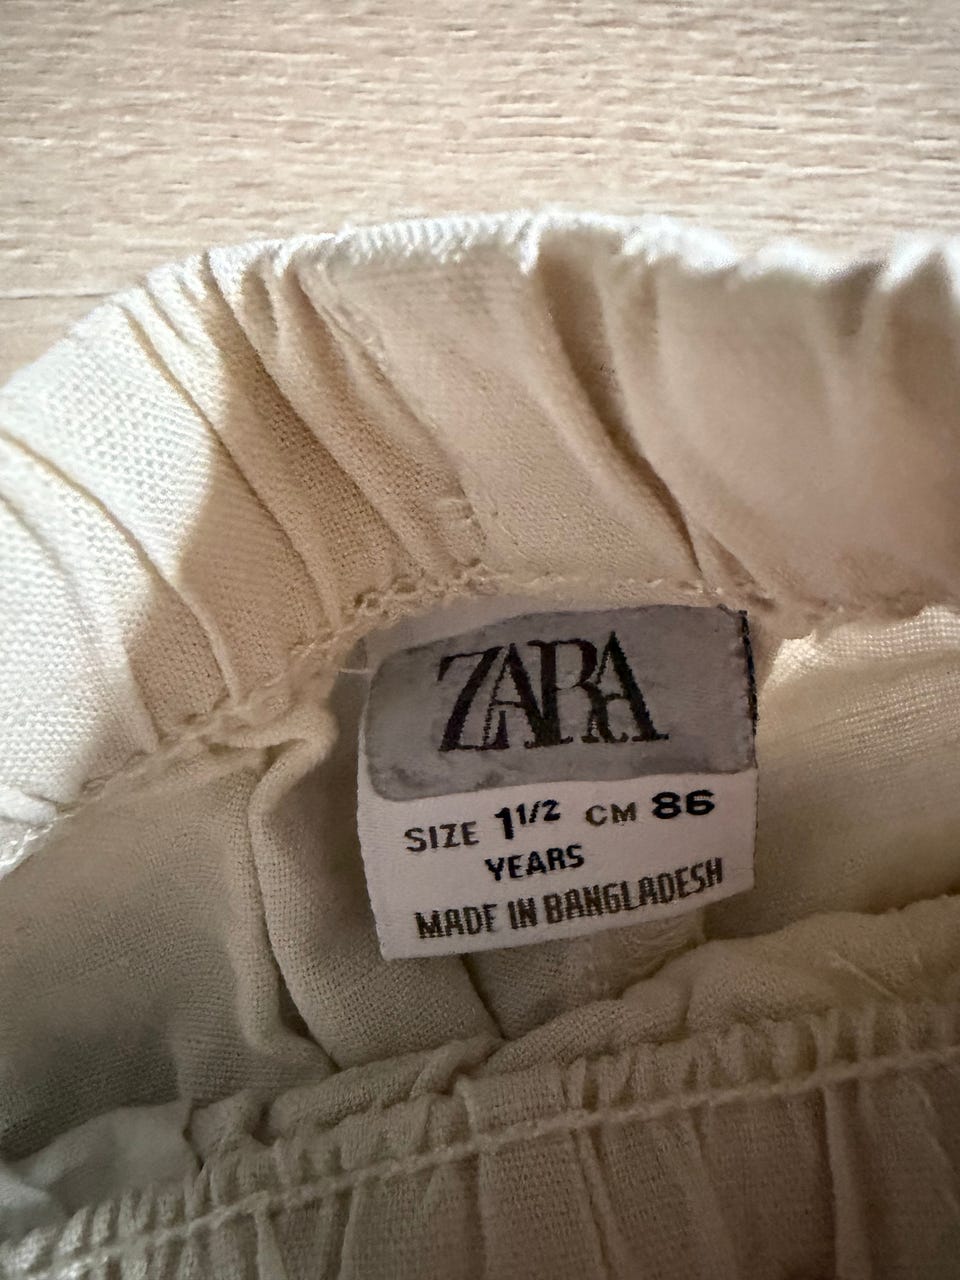 ZARA
SIZE 1 1/2 CM 86
YEARS
MADE IN BANGLADESH